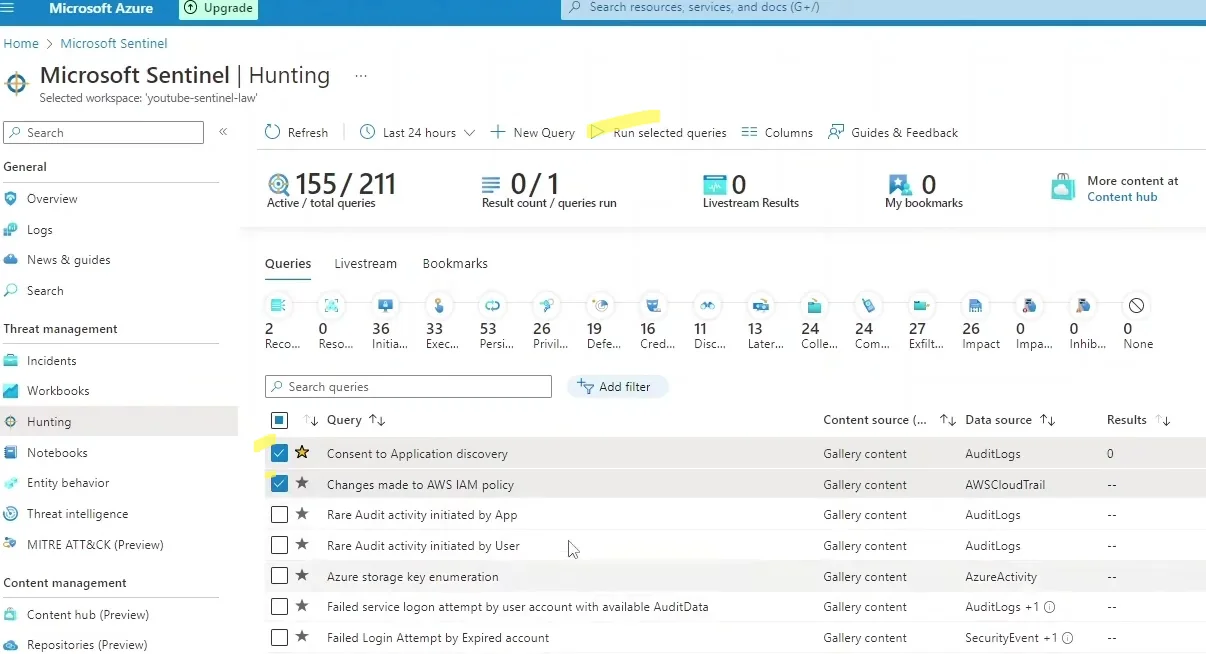 Microsoft Azure
Upgrade
Search resources, services, and docs (G+/)
Home > Microsoft Sentinel
Microsoft Sentinel | Hunting ...
Selected workspace: 'youtube-sentinel-law'
Search «
General
Overview
Logs
News & guides
Search
Threat management
Incidents
Workbooks
Hunting
Notebooks
Entity behavior
Threat intelligence
MITRE ATT&CK (Preview)
Content management
Content hub (Preview)
Repositories (Preview)
Refresh Last 24 hours New Query Run selected queries Columns Guides & Feedback
155 / 211
Active / total queries
0 / 1
Result count / queries run
0
Livestream Results
0
My bookmarks
More content at
Content hub
Queries Livestream Bookmarks
2 0 36 33 53 26 19 16 11 13 24 24 27 26 0 0 0
Reco... Reso... Initia... Exec... Persi... Privil... Defe... Cred... Disc... Later... Colle... Com... Exfilt... Impact Impa... Inhib... None
Search queries Add filter
Query Content source (... Data source Results
Consent to Application discovery Gallery content AuditLogs 0
Changes made to AWS IAM policy Gallery content AWSCloudTrail --
Rare Audit activity initiated by App Gallery content AuditLogs --
Rare Audit activity initiated by User Gallery content AuditLogs --
Azure storage key enumeration Gallery content AzureActivity --
Failed service logon attempt by user account with available AuditData Gallery content AuditLogs +1 --
Failed Login Attempt by Expired account Gallery content SecurityEvent +1 --